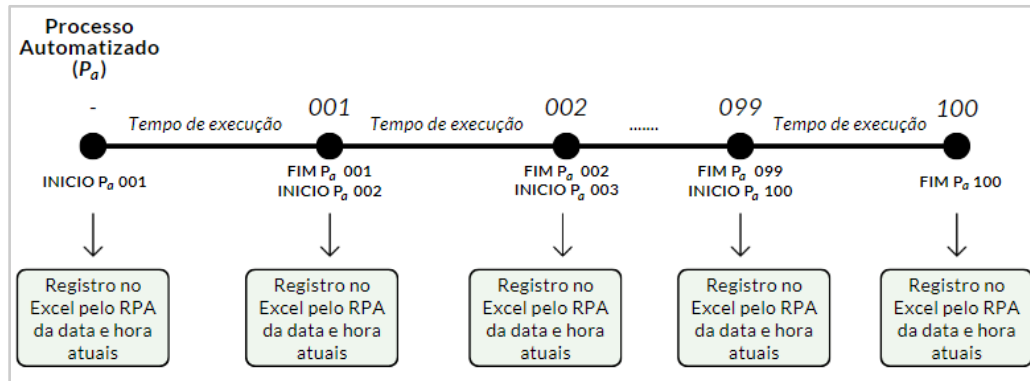 Processo
Automatizado
(Pa)
- 001 002 099 100
Tempo de execução Tempo de execução ....... Tempo de execução
INICIO Pa 001
FIM Pa 001
INICIO Pa 002
FIM Pa 002
INICIO Pa 003
FIM Pa 099
INICIO Pa 100
FIM Pa 100
Registro no
Excel pelo RPA
da data e hora
atuais
Registro no
Excel pelo RPA
da data e hora
atuais
Registro no
Excel pelo RPA
da data e hora
atuais
Registro no
Excel pelo RPA
da data e hora
atuais
Registro no
Excel pelo RPA
da data e hora
atuais